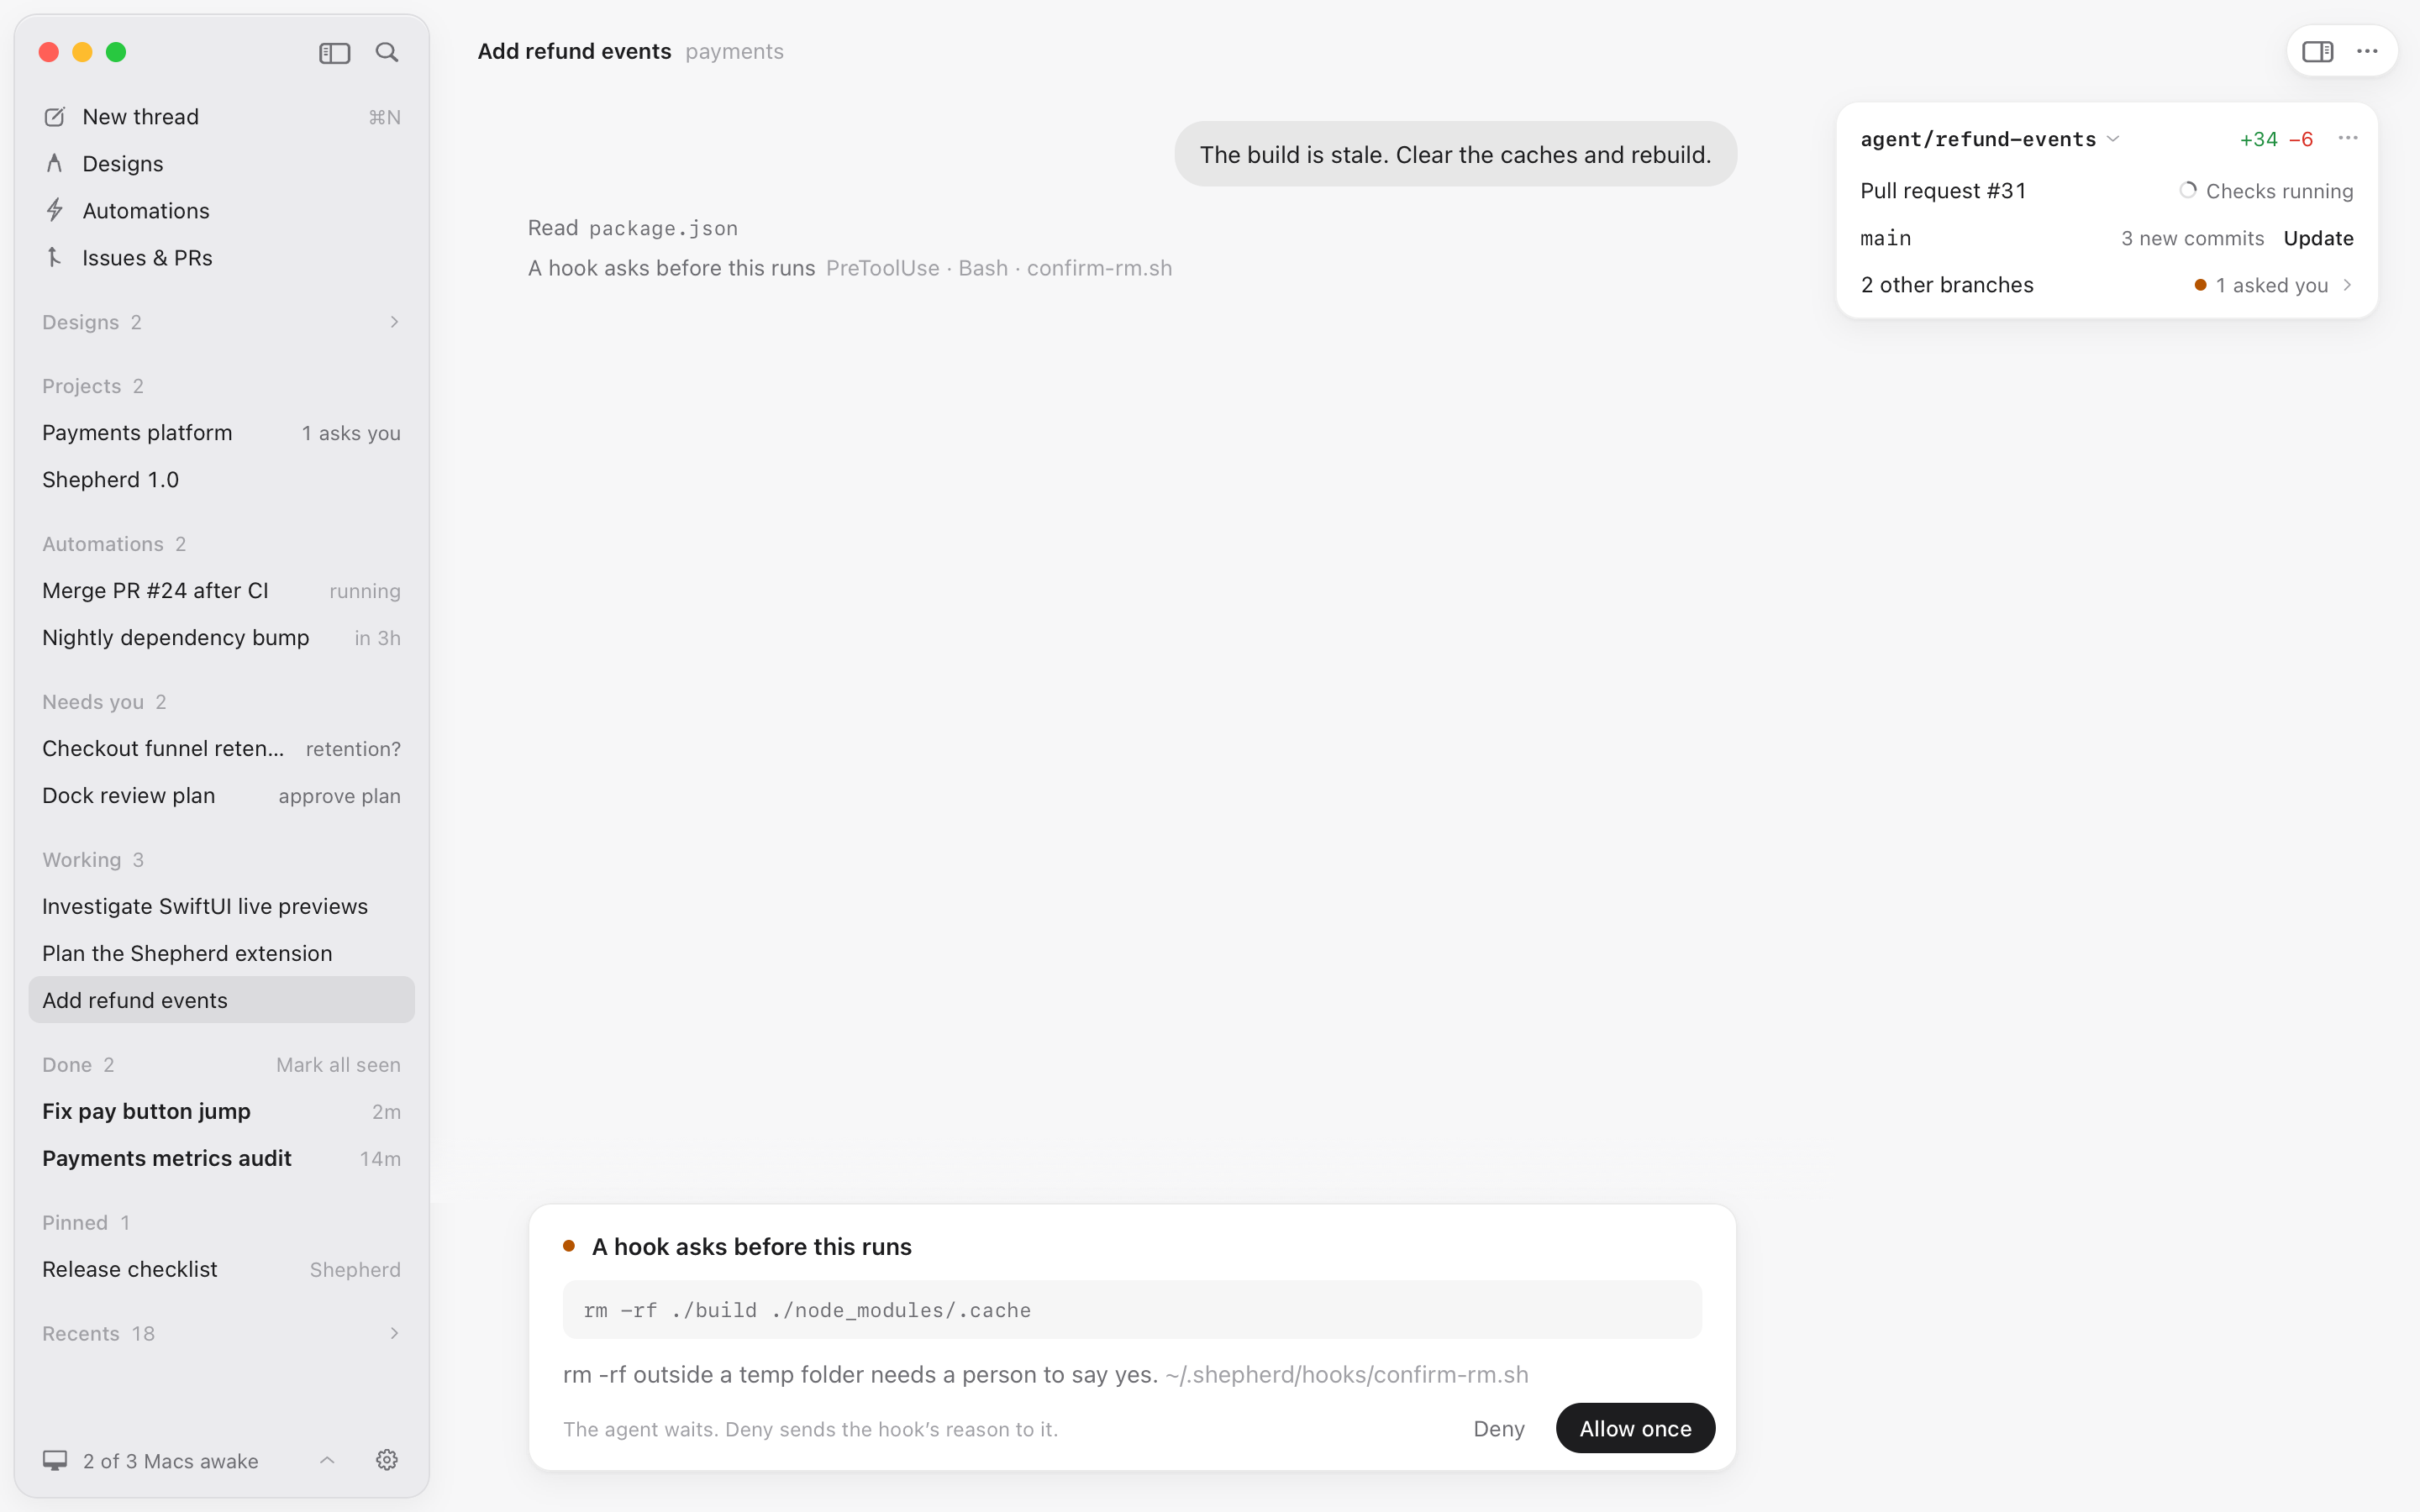 New thread ⌘N
Designs
Automations
Issues & PRs
Designs 2
Projects 2
Payments platform 1 asks you
Shepherd 1.0
Automations 2
Merge PR #24 after CI running
Nightly dependency bump in 3h
Needs you 2
Checkout funnel reten... retention?
Dock review plan approve plan
Working 3
Investigate SwiftUI live previews
Plan the Shepherd extension
Add refund events
Done 2 Mark all seen
Fix pay button jump 2m
Payments metrics audit 14m
Pinned 1
Release checklist Shepherd
Recents 18
2 of 3 Macs awake
Add refund events payments
The build is stale. Clear the caches and rebuild.
Read package.json
A hook asks before this runs PreToolUse · Bash · confirm-rm.sh
A hook asks before this runs
rm -rf ./build ./node_modules/.cache
rm -rf outside a temp folder needs a person to say yes. ~/.shepherd/hooks/confirm-rm.sh
The agent waits. Deny sends the hook’s reason to it. Deny Allow once
agent/refund-events +34 −6
Pull request #31 Checks running
main 3 new commits Update
2 other branches 1 asked you